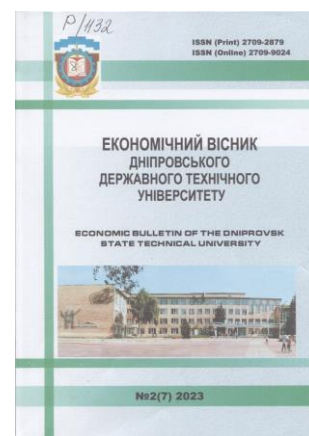 P/1132
ISSN (Print) 2709-2879
ISSN (Online) 2709-9024
ЕКОНОМІЧНИЙ ВІСНИК
ДНІПРОВСЬКОГО
ДЕРЖАВНОГО ТЕХНІЧНОГО
УНІВЕРСИТЕТУ
ECONOMIC BULLETIN OF THE DNIPROVSK
STATE TECHNICAL UNIVERSITY
№2(7) 2023